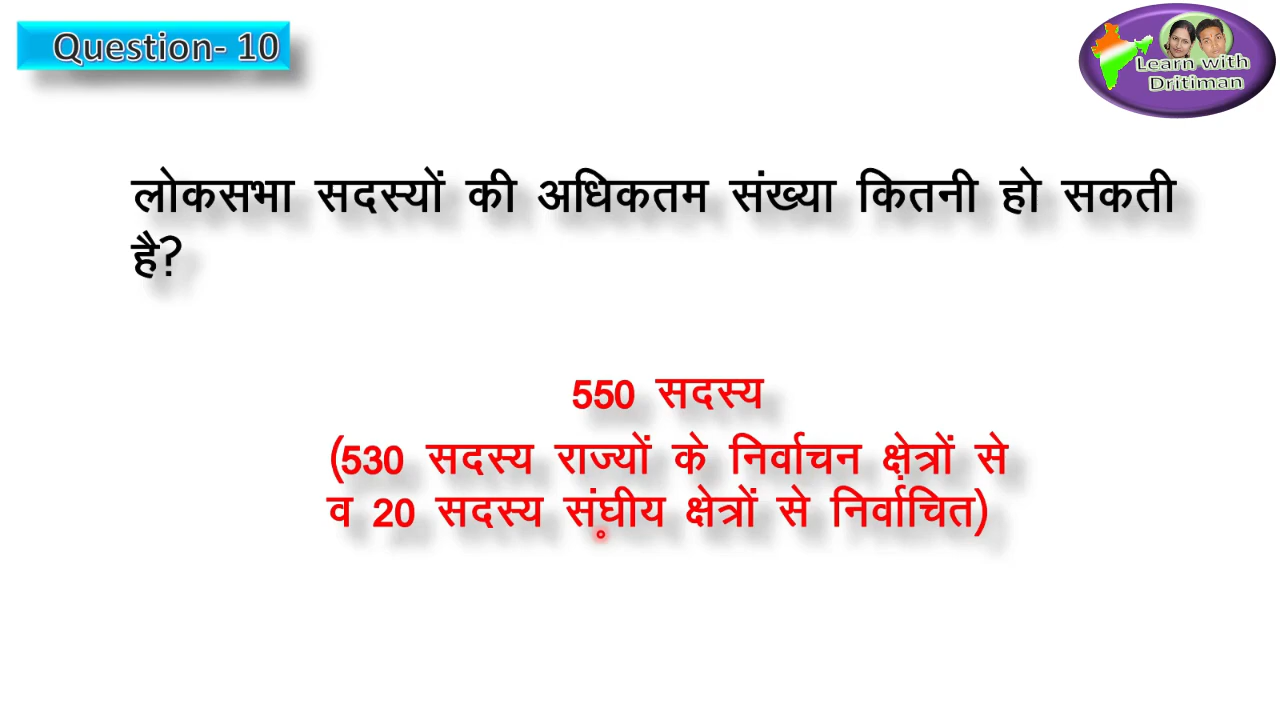 Question- 10
Learn with
Dritiman
लोकसभा सदस्यों की अधिकतम संख्या कितनी हो सकती
है?
550 सदस्य
(530 सदस्य राज्यों के निर्वाचन क्षेत्रों से
व 20 सदस्य संघीय क्षेत्रों से निर्वाचित)